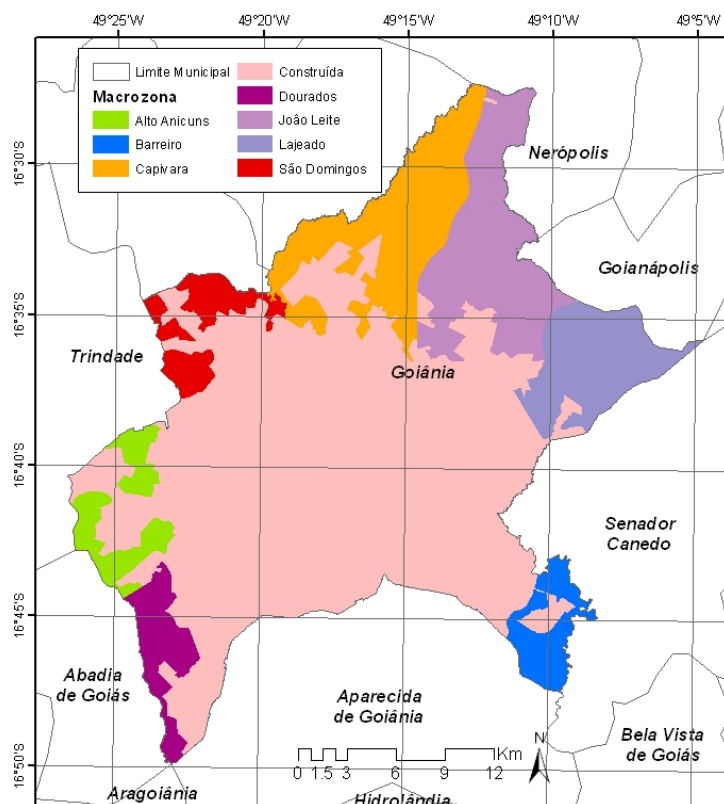 49°25'W 49°20'W 49°15'W 49°10'W 49°5'W
Limite Municipal
Macrozona
Alto Anicuns
Barreiro
Capivara
Construída
Dourados
João Leite
Lajeado
São Domingos
16°30'S
16°35'S
16°40'S
16°45'S
16°50'S
Nerópolis
Goianápolis
Trindade
Goiânia
Senador
Canedo
Abadia
de Goiás
Aparecida
de Goiânia
Bela Vista
de Goiás
Aragoiânia
Hidrolândia
Km
0 1.5 3 6 9 12
N